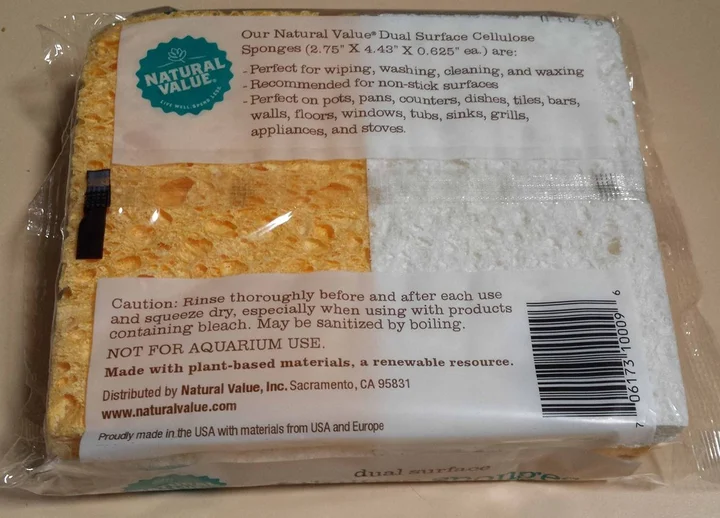 NATURAL
VALUE®
LIVE WELL. SPEND LESS.
Our Natural Value® Dual Surface Cellulose
Sponges (2.75" X 4.43" X 0.625" ea.) are:
- Perfect for wiping, washing, cleaning, and waxing
- Recommended for non-stick surfaces
- Perfect on pots, pans, counters, dishes, tiles, bars,
walls, floors, windows, tubs, sinks, grills,
appliances, and stoves.
Caution: Rinse thoroughly before and after each use
and squeeze dry, especially when using with products
containing bleach. May be sanitized by boiling.
NOT FOR AQUARIUM USE.
Made with plant-based materials, a renewable resource.
Distributed by Natural Value, Inc. Sacramento, CA 95831
www.naturalvalue.com
Proudly made in the USA with materials from USA and Europe
7 06173 10009 6
dual surface